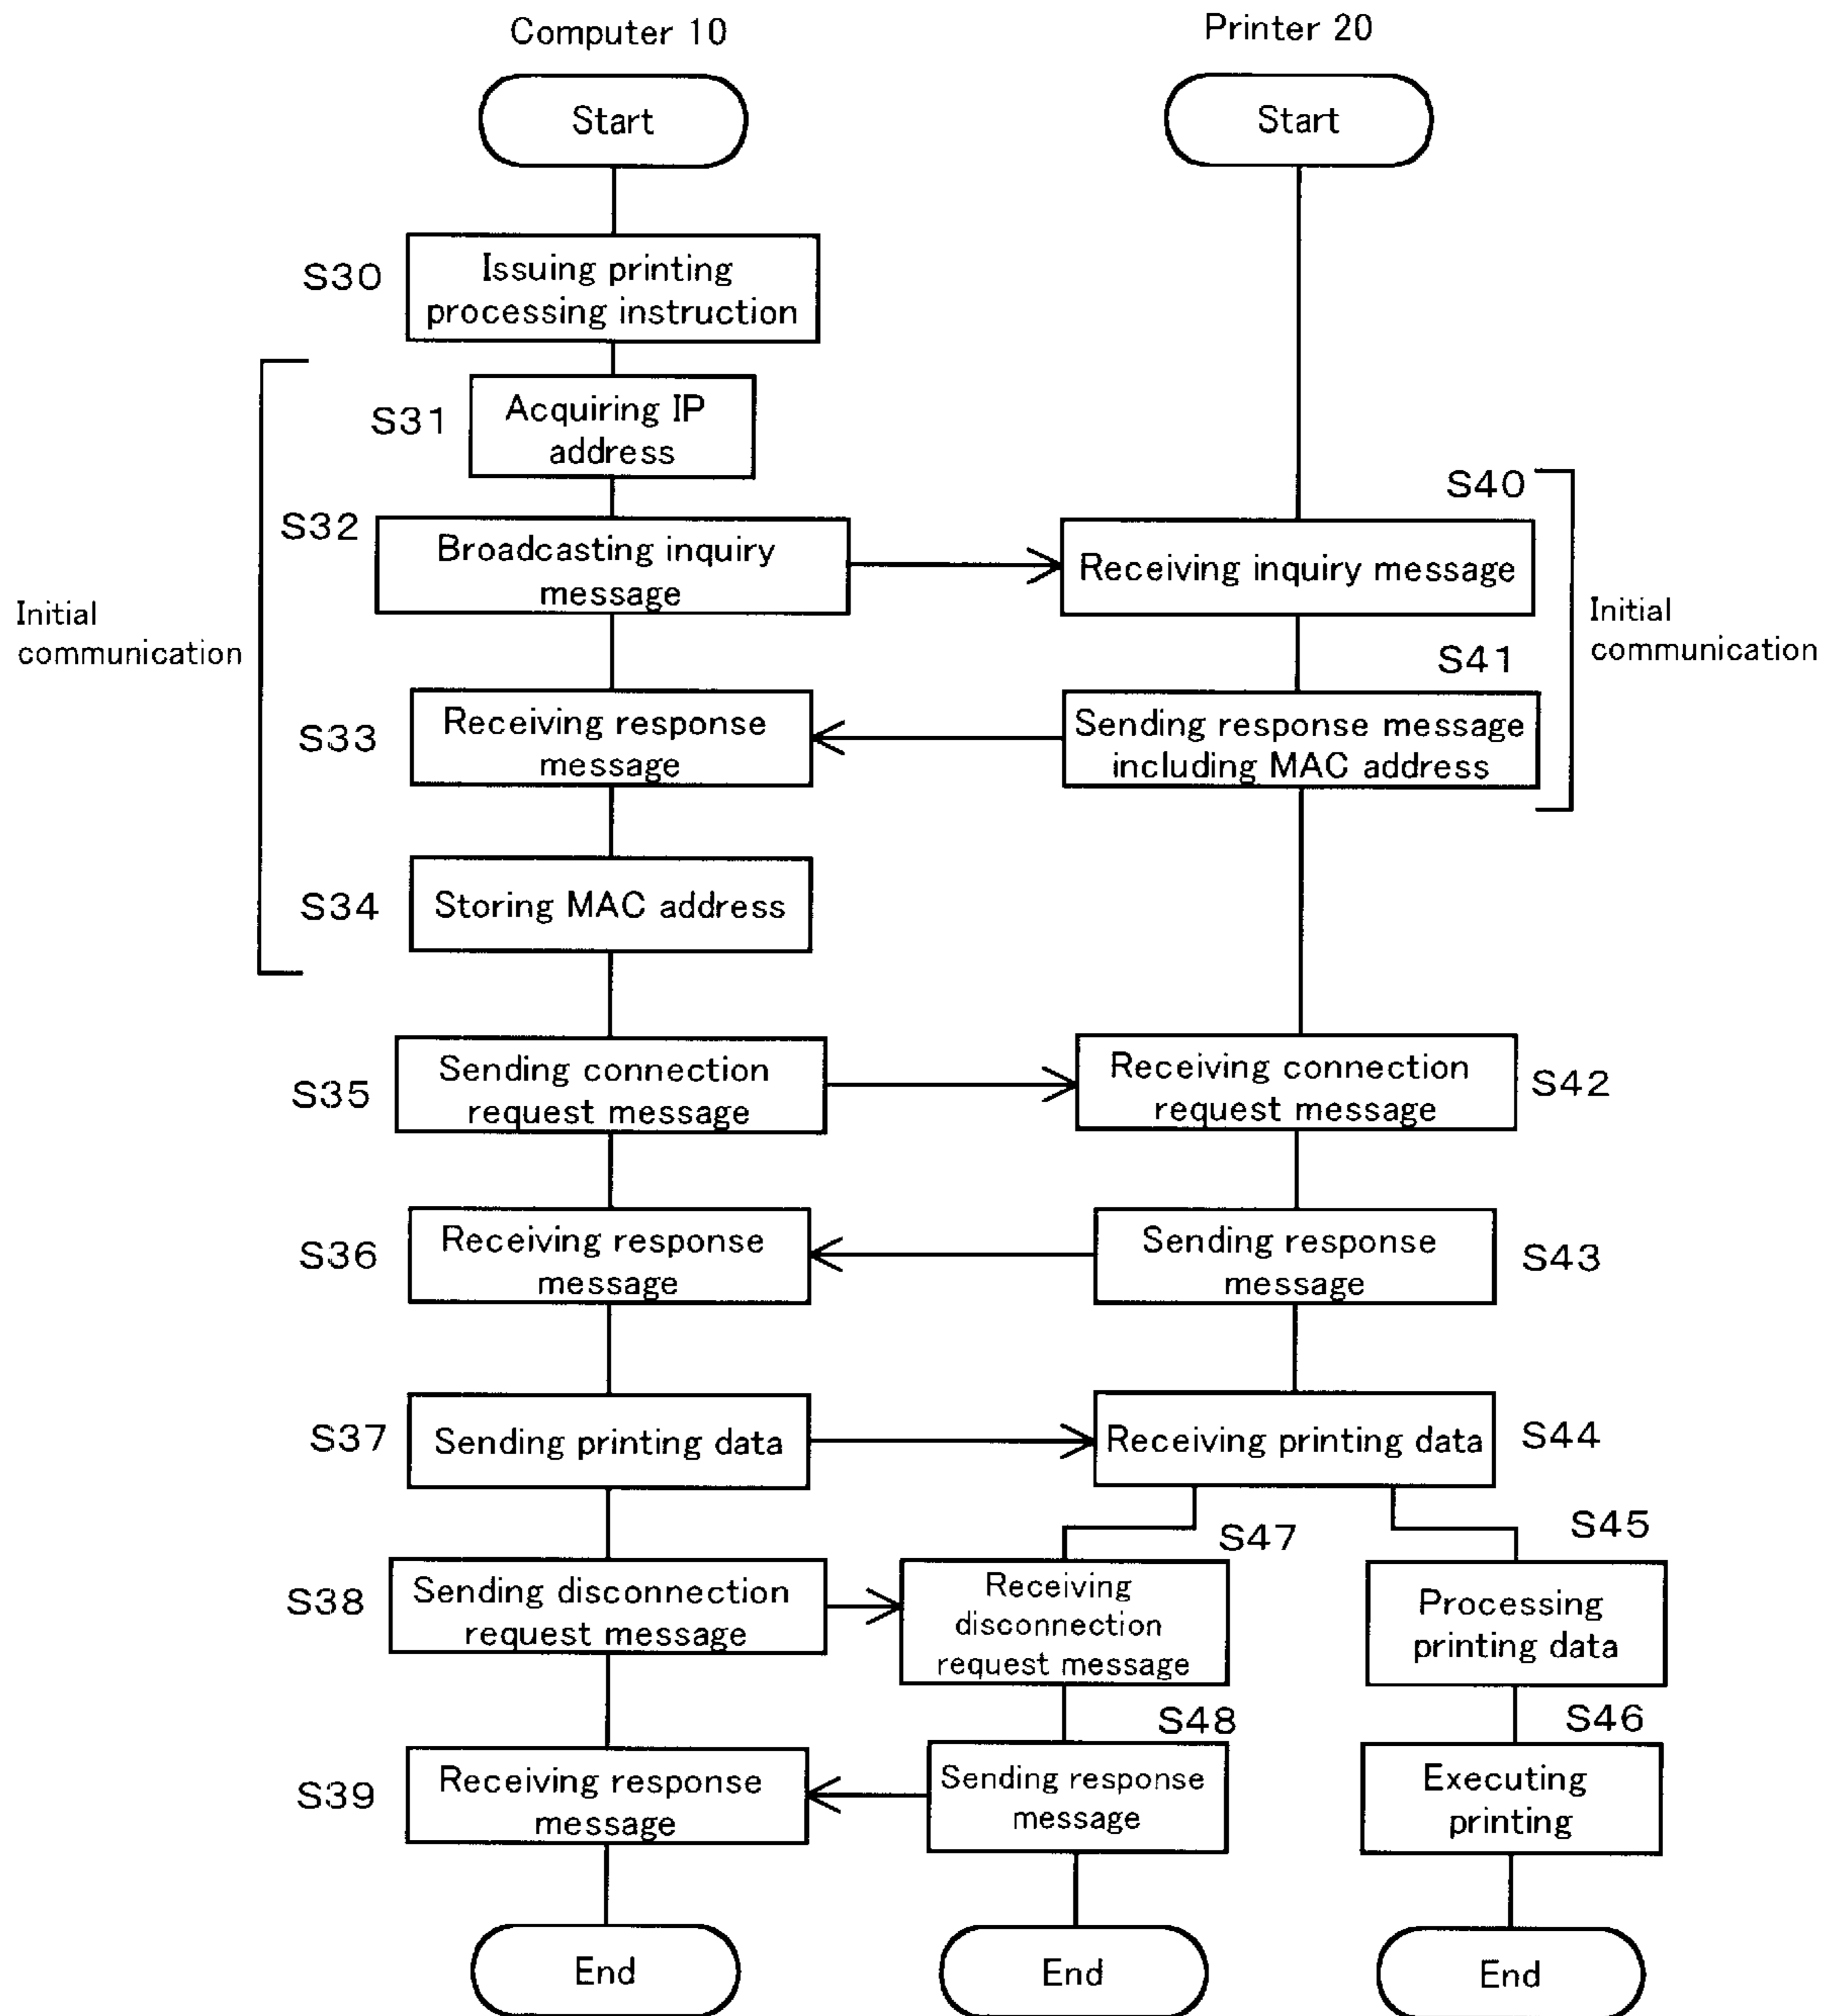 Computer 10
Printer 20
Start
Start
S30
Issuing printing
processing instruction
S31
Acquiring IP
address
S32
Broadcasting inquiry
message
S40
Receiving inquiry message
Initial
communication
Initial
communication
S41
S33
Receiving response
message
Sending response message
including MAC address
S34
Storing MAC address
S35
Sending connection
request message
Receiving connection
request message
S42
S36
Receiving response
message
Sending response
message
S43
S37
Sending printing data
Receiving printing data
S44
S47
S45
S38
Sending disconnection
request message
Receiving
disconnection
request message
Processing
printing data
S48
S46
S39
Receiving response
message
Sending response
message
Executing
printing
End
End
End